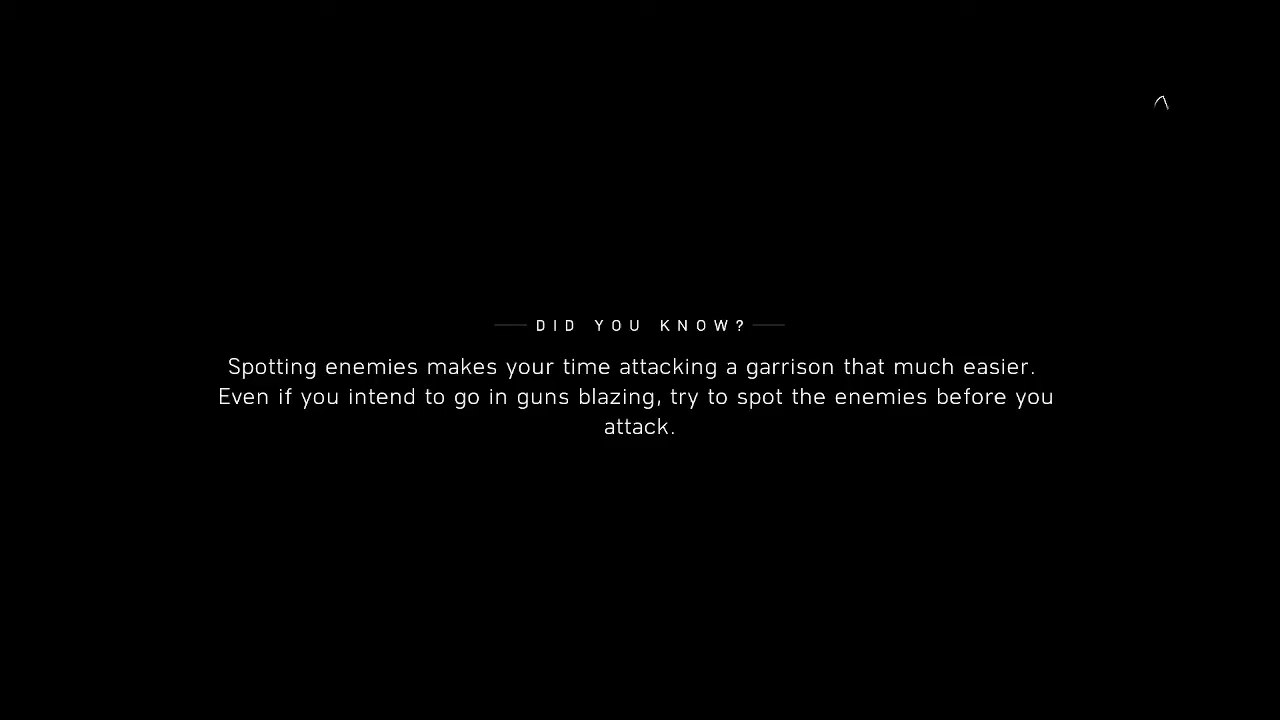 DID YOU KNOW?
Spotting enemies makes your time attacking a garrison that much easier.
Even if you intend to go in guns blazing, try to spot the enemies before you
attack.